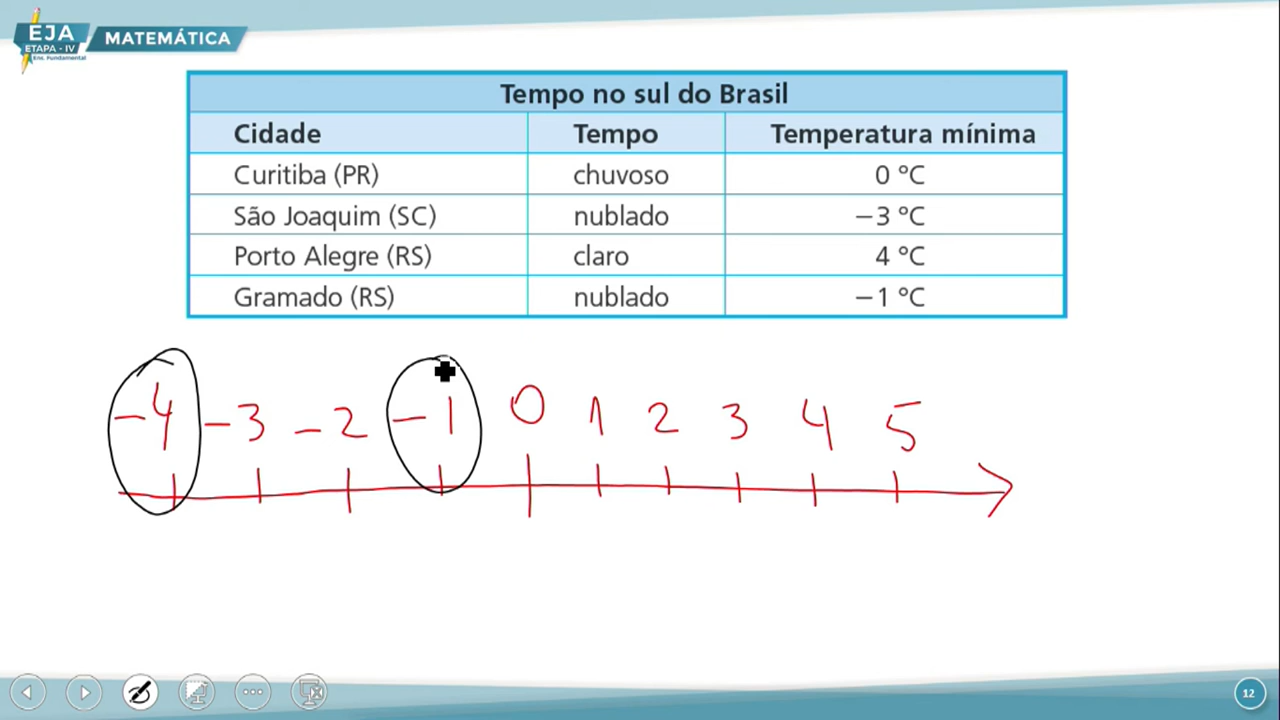 EJA
ETAPA - IV
Ens. Fundamental
MATEMÁTICA
Tempo no sul do Brasil
Cidade Tempo Temperatura mínima
Curitiba (PR) chuvoso 0 °C
São Joaquim (SC) nublado −3 °C
Porto Alegre (RS) claro 4 °C
Gramado (RS) nublado −1 °C
−4 −3 −2 −1 0 1 2 3 4 5
12